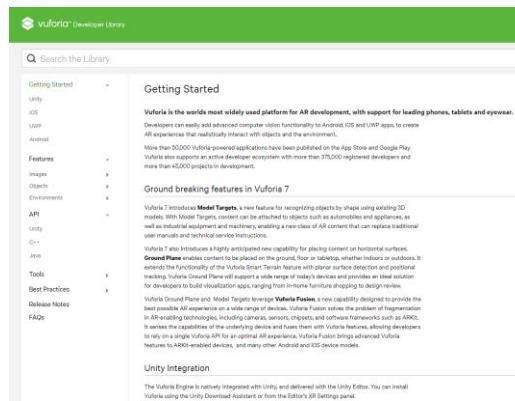 vuforia™ Developer Library
Search the Library
Getting Started
Unity
iOS
UWP
Android
Features
Images
Objects
Environments
API
Unity
C++
Java
Tools
Best Practices
Release Notes
FAQs
Getting Started
Vuforia is the worlds most widely used platform for AR development, with support for leading phones, tablets and eyewear.
Developers can easily add advanced computer vision functionality to Android, iOS and UWP apps, to create
AR experiences that realistically interact with objects and the environment.
More than 50,000 Vuforia-powered applications have been published on the App Store and Google Play.
Vuforia also supports an active developer ecosystem with more than 375,000 registered developers and
more than 45,000 projects in development.
Ground breaking features in Vuforia 7
Vuforia 7 introduces Model Targets, a new feature for recognizing objects by shape using existing 3D
models. With Model Targets, content can be attached to objects such as automobiles and appliances, as
well as industrial equipment and machinery, enabling a new class of AR content that can replace traditional
user manuals and technical service instructions.
Vuforia 7 also introduces a highly anticipated new capability for placing content on horizontal surfaces.
Ground Plane enables content to be placed on the ground, floor or tabletop, whether indoors or outdoors. It
extends the functionality of the Vuforia Smart Terrain feature with planar surface detection and positional
tracking. Vuforia Ground Plane will support a wide range of today's devices and provides an ideal solution
for developers to build visualization apps, ranging from in-home furniture shopping to design review.
Vuforia Ground Plane and Model Targets leverage Vuforia Fusion, a new capability designed to provide the
best possible AR experience on a wide range of devices. Vuforia Fusion solves the problem of fragmentation
in AR-enabling technologies, including cameras, sensors, chipsets, and software frameworks such as ARKit.
It senses the capabilities of the underlying device and fuses them with Vuforia features, allowing developers
to rely on a single Vuforia API for an optimal AR experience. Vuforia Fusion brings advanced Vuforia
features to ARKit-enabled devices, and many other Android and iOS device models.
Unity Integration
The Vuforia Engine is natively integrated with Unity, and delivered with the Unity Editor. You can install
Vuforia using the Unity Download Assistant or from the Editor's XR Settings panel.